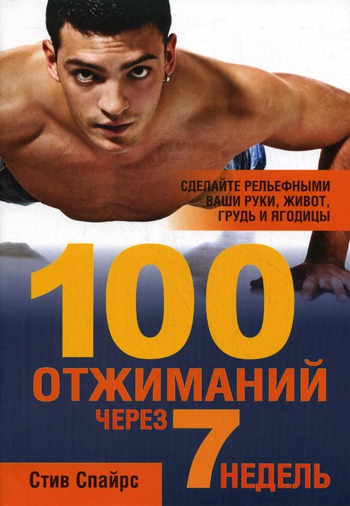 СДЕЛАЙТЕ РЕЛЬЕФНЫМИ
ВАШИ РУКИ, ЖИВОТ,
ГРУДЬ И ЯГОДИЦЫ
100
ОТЖИМАНИЙ
ЧЕРЕЗ 7
НЕДЕЛЬ
Стив Спайрс